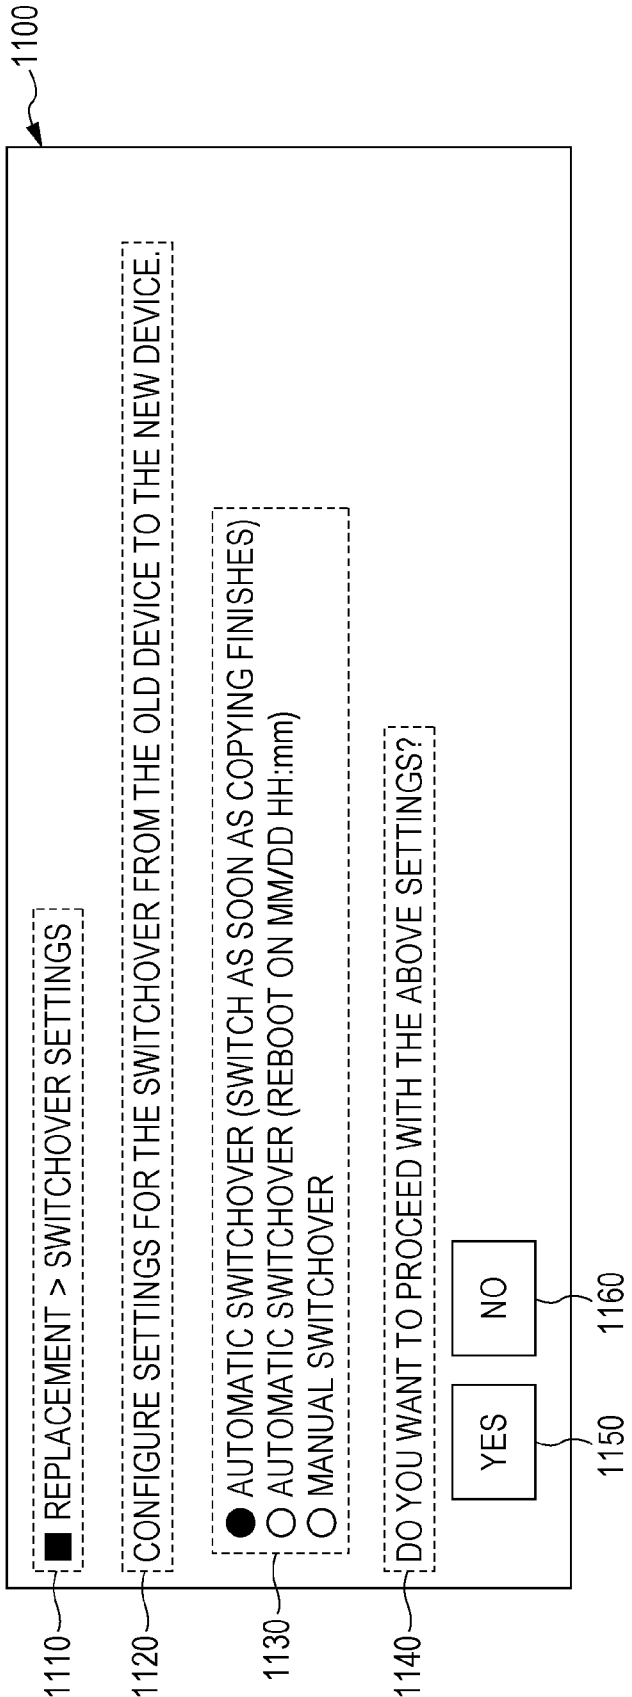 1100
1110
■ REPLACEMENT > SWITCHOVER SETTINGS
1120
CONFIGURE SETTINGS FOR THE SWITCHOVER FROM THE OLD DEVICE TO THE NEW DEVICE.
1130
AUTOMATIC SWITCHOVER (SWITCH AS SOON AS COPYING FINISHES)
AUTOMATIC SWITCHOVER (REBOOT ON MM/DD HH:mm)
MANUAL SWITCHOVER
1140
DO YOU WANT TO PROCEED WITH THE ABOVE SETTINGS?
YES
NO
1150
1160